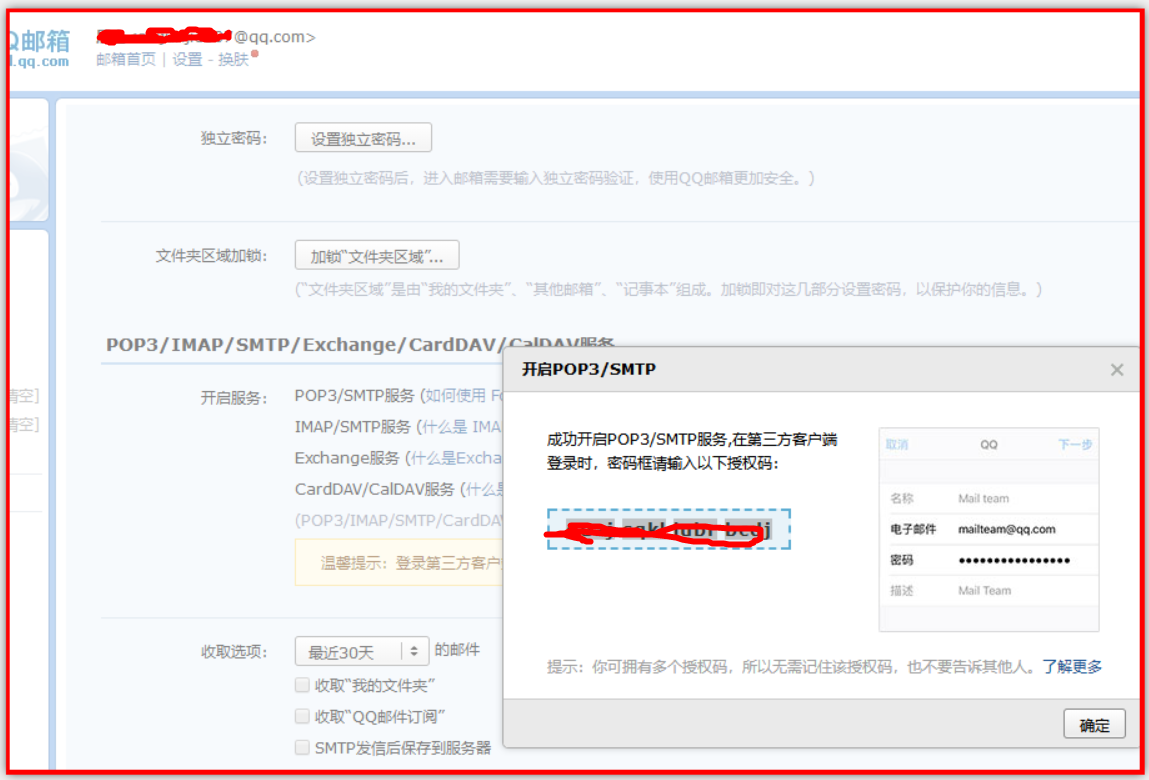 Q邮箱
l.qq.com
@qq.com>
邮箱首页 | 设置 - 换肤
独立密码:
设置独立密码...
(设置独立密码后，进入邮箱需要输入独立密码验证，使用QQ邮箱更加安全。)
文件夹区域加锁:
加锁“文件夹区域”...
(“文件夹区域”是由“我的文件夹”、“其他邮箱”、“记事本”组成。加锁即对这几部分设置密码，以保护你的信息。)
POP3/IMAP/SMTP/Exchange/CardDAV/CalDAV服务
清空]
清空]
开启服务:
POP3/SMTP服务 (如何使用 Fo
IMAP/SMTP服务 (什么是 IMA
Exchange服务 (什么是Excha
CardDAV/CalDAV服务 (什么是
(POP3/IMAP/SMTP/CardDAV
温馨提示: 登录第三方客户
收取选项:
最近30天
的邮件
收取“我的文件夹”
收取“QQ邮件订阅”
SMTP发信后保存到服务器
开启POP3/SMTP
成功开启POP3/SMTP服务,在第三方客户端
登录时，密码框请输入以下授权码:
取消 QQ 下一步
名称 Mail team
电子邮件 mailteam@qq.com
密码 ●●●●●●●●●●●●●●●●
描述 Mail Team
提示: 你可拥有多个授权码，所以无需记住该授权码，也不要告诉其他人。了解更多
确定